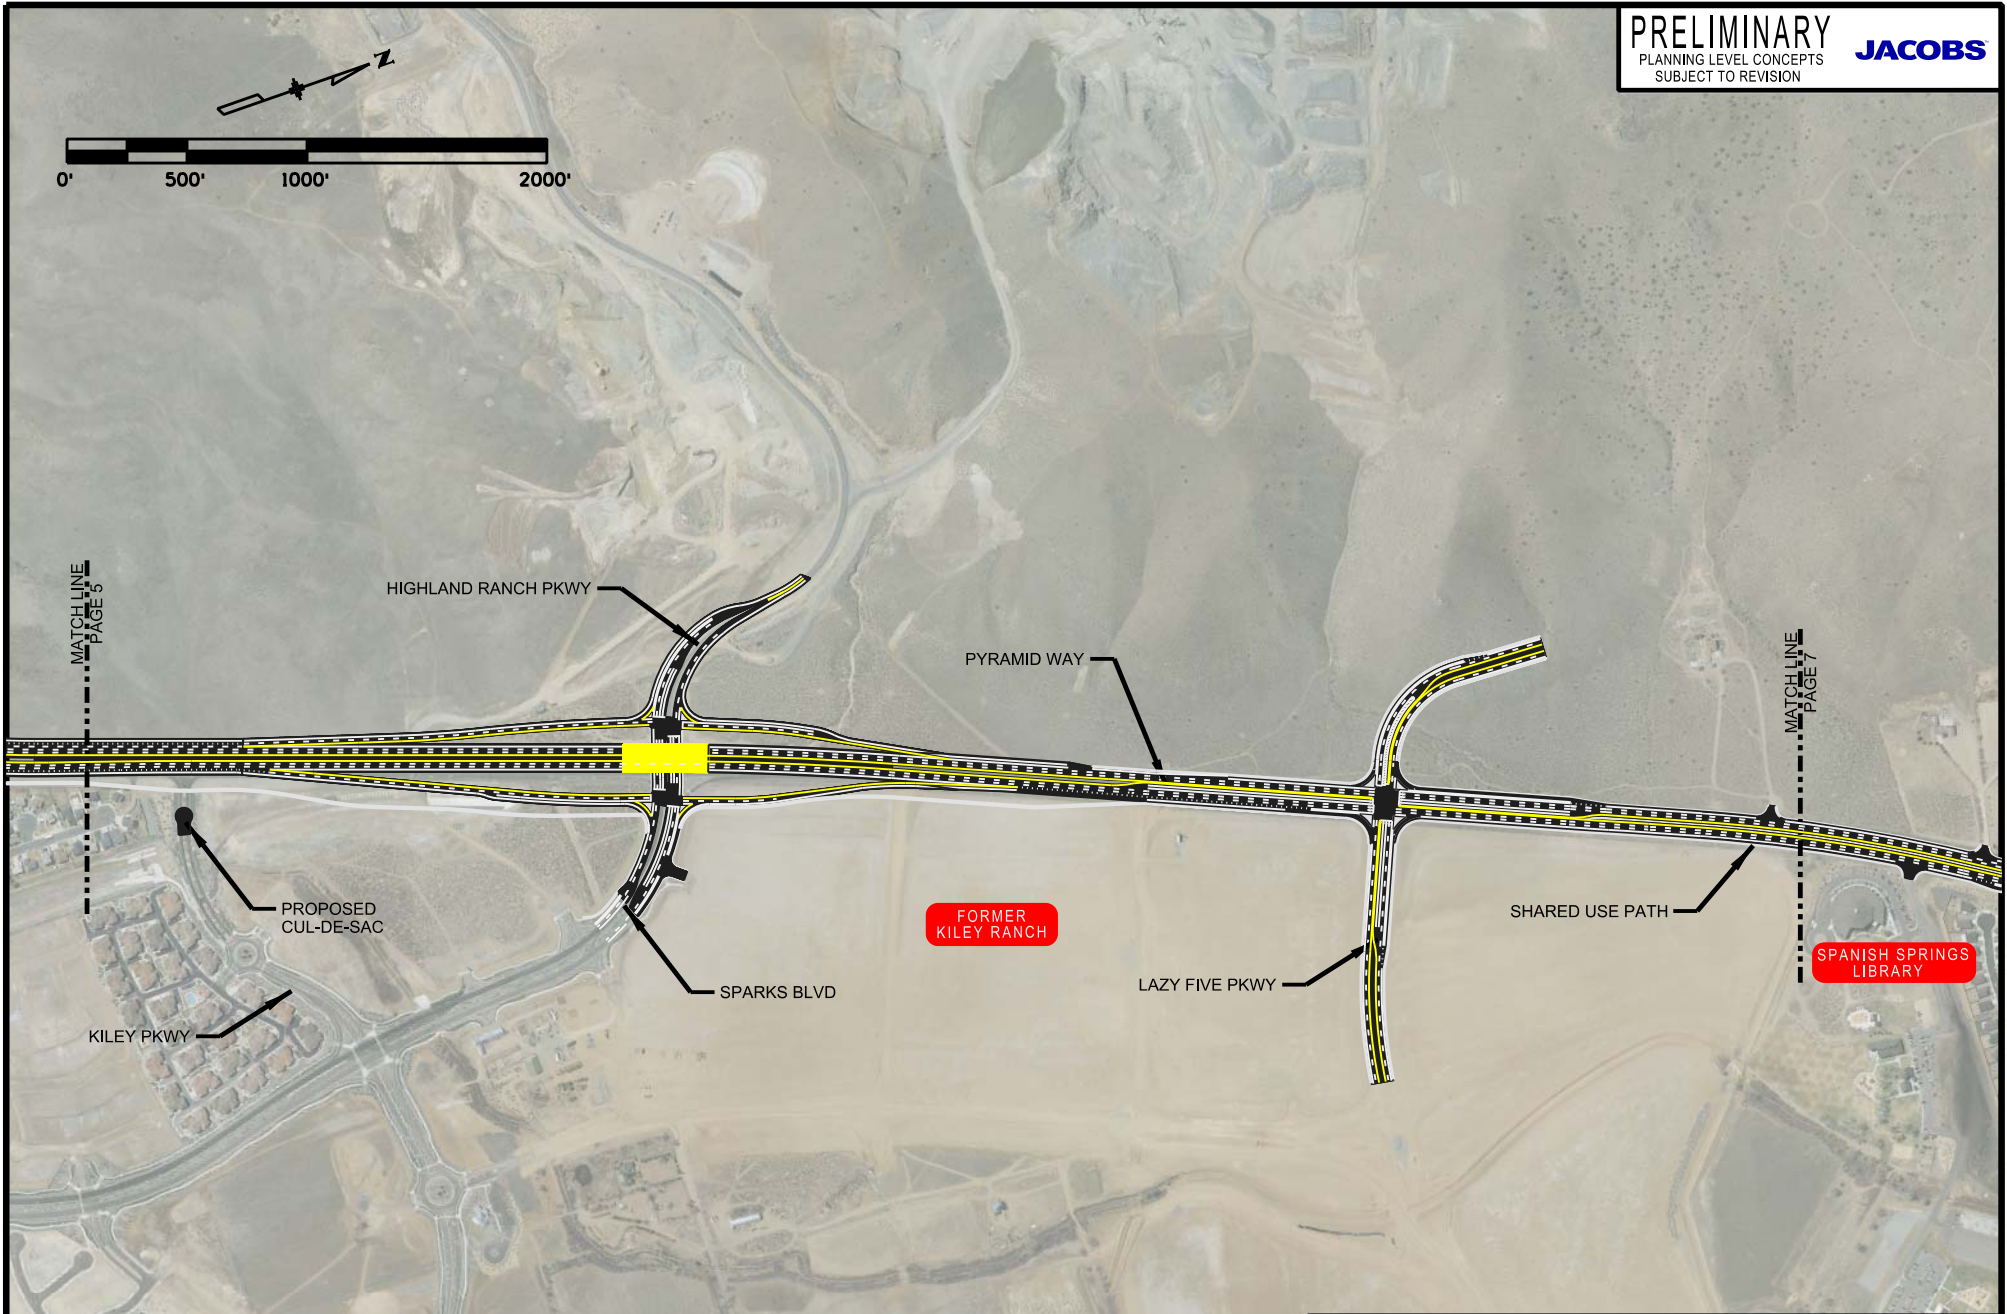 PRELIMINARY
PLANNING LEVEL CONCEPTS
SUBJECT TO REVISION
JACOBS
N
0' 500' 1000' 2000'
MATCH LINE
PAGE 5
HIGHLAND RANCH PKWY
PYRAMID WAY
MATCH LINE
PAGE 7
PROPOSED
CUL-DE-SAC
FORMER
KILEY RANCH
SHARED USE PATH
SPANISH SPRINGS
LIBRARY
SPARKS BLVD
LAZY FIVE PKWY
KILEY PKWY